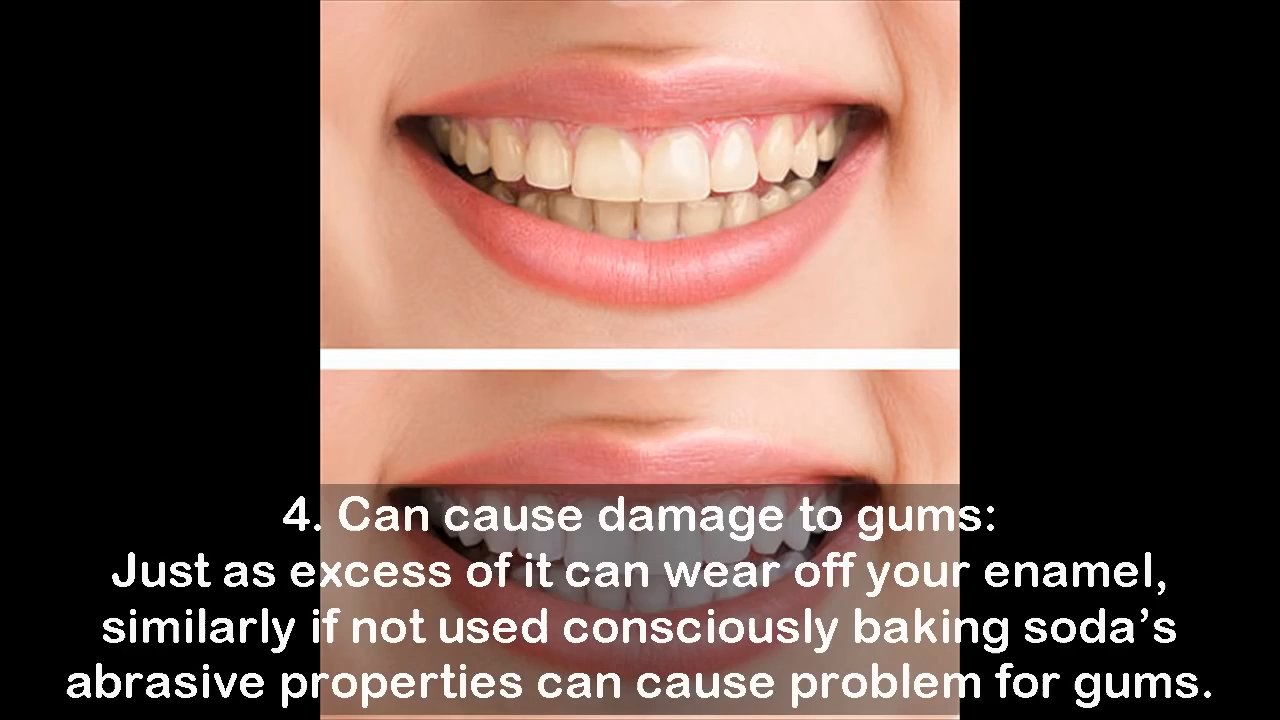 4. Can cause damage to gums:
Just as excess of it can wear off your enamel,
similarly if not used consciously baking soda’s
abrasive properties can cause problem for gums.